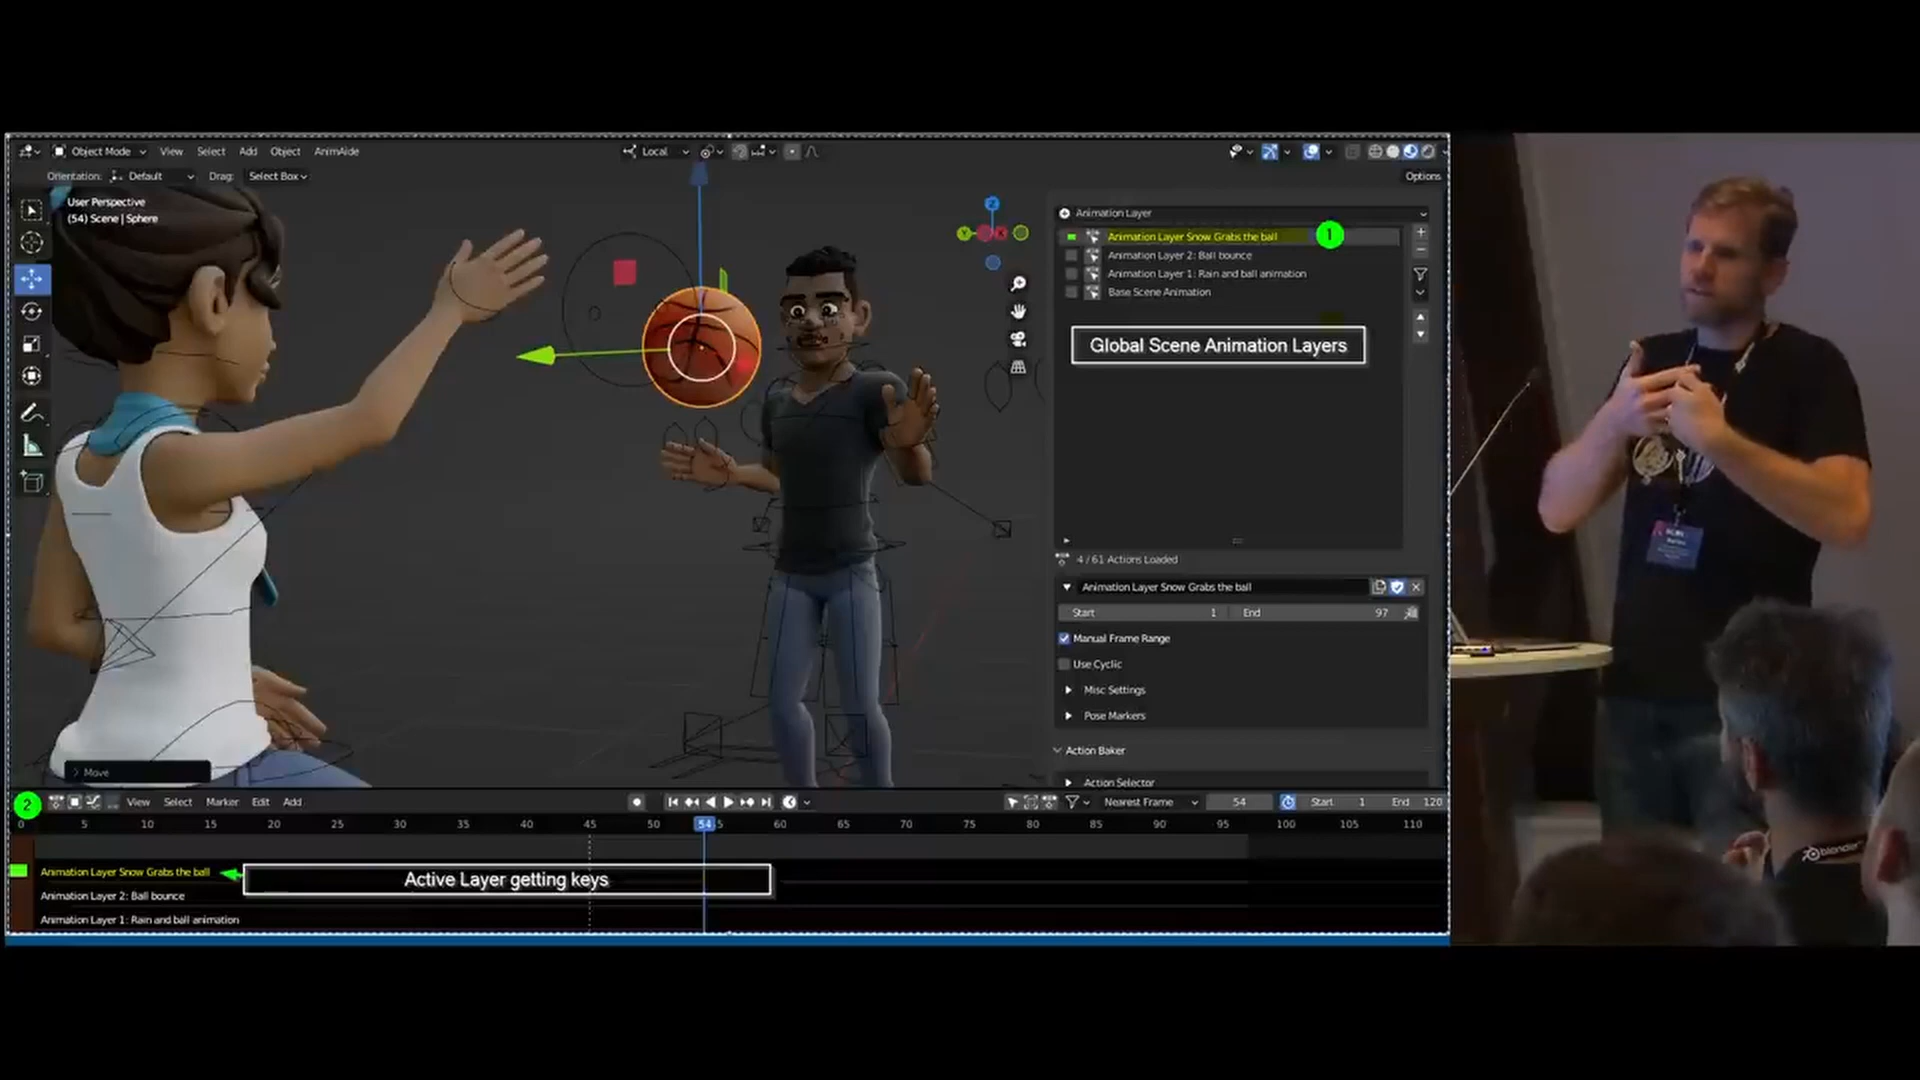 Object Mode View Select Add Object AnimAide Local
Orientation: Default Drag: Select Box Options
User Perspective
(54) Scene | Sphere
Z
Y
X
Animation Layer
Animation Layer Snow Grabs the ball
1
Animation Layer 2: Ball bounce
Animation Layer 1: Rain and ball animation
Base Scene Animation
Global Scene Animation Layers
4 / 61 Actions Loaded
Animation Layer Snow Grabs the ball
Start 1 End 97
Manual Frame Range
Use Cyclic
Misc Settings
Pose Markers
Action Baker
Action Selector
Move
2
View Select Marker Edit Add Nearest Frame 54 Start 1 End 120
0 5 10 15 20 25 30 35 40 45 50 54 5 60 65 70 75 80 85 90 95 100 105 110
Animation Layer Snow Grabs the ball
Active Layer getting keys
Animation Layer 2: Ball bounce
Animation Layer 1: Rain and ball animation
blender